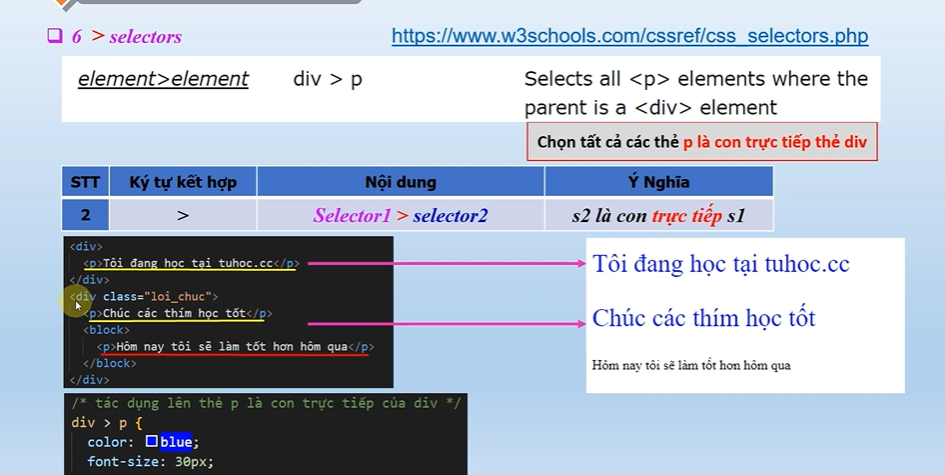 6 > selectors
https://www.w3schools.com/cssref/css_selectors.php
element>element div > p Selects all <p> elements where the
parent is a <div> element
Chọn tất cả các thẻ p là con trực tiếp thẻ div
STT Ký tự kết hợp Nội dung Ý Nghĩa
2 > Selector1 > selector2 s2 là con trực tiếp s1
<div>
<p>Tôi đang học tại tuhoc.cc</p>
</div>
<div class="loi_chuc">
<p>Chúc các thím học tốt</p>
<block>
<p>Hôm nay tôi sẽ làm tốt hơn hôm qua</p>
</block>
</div>
Tôi đang học tại tuhoc.cc
Chúc các thím học tốt
Hôm nay tôi sẽ làm tốt hơn hôm qua
/* tác dụng lên thẻ p là con trực tiếp của div */
div > p {
color: blue;
font-size: 30px;